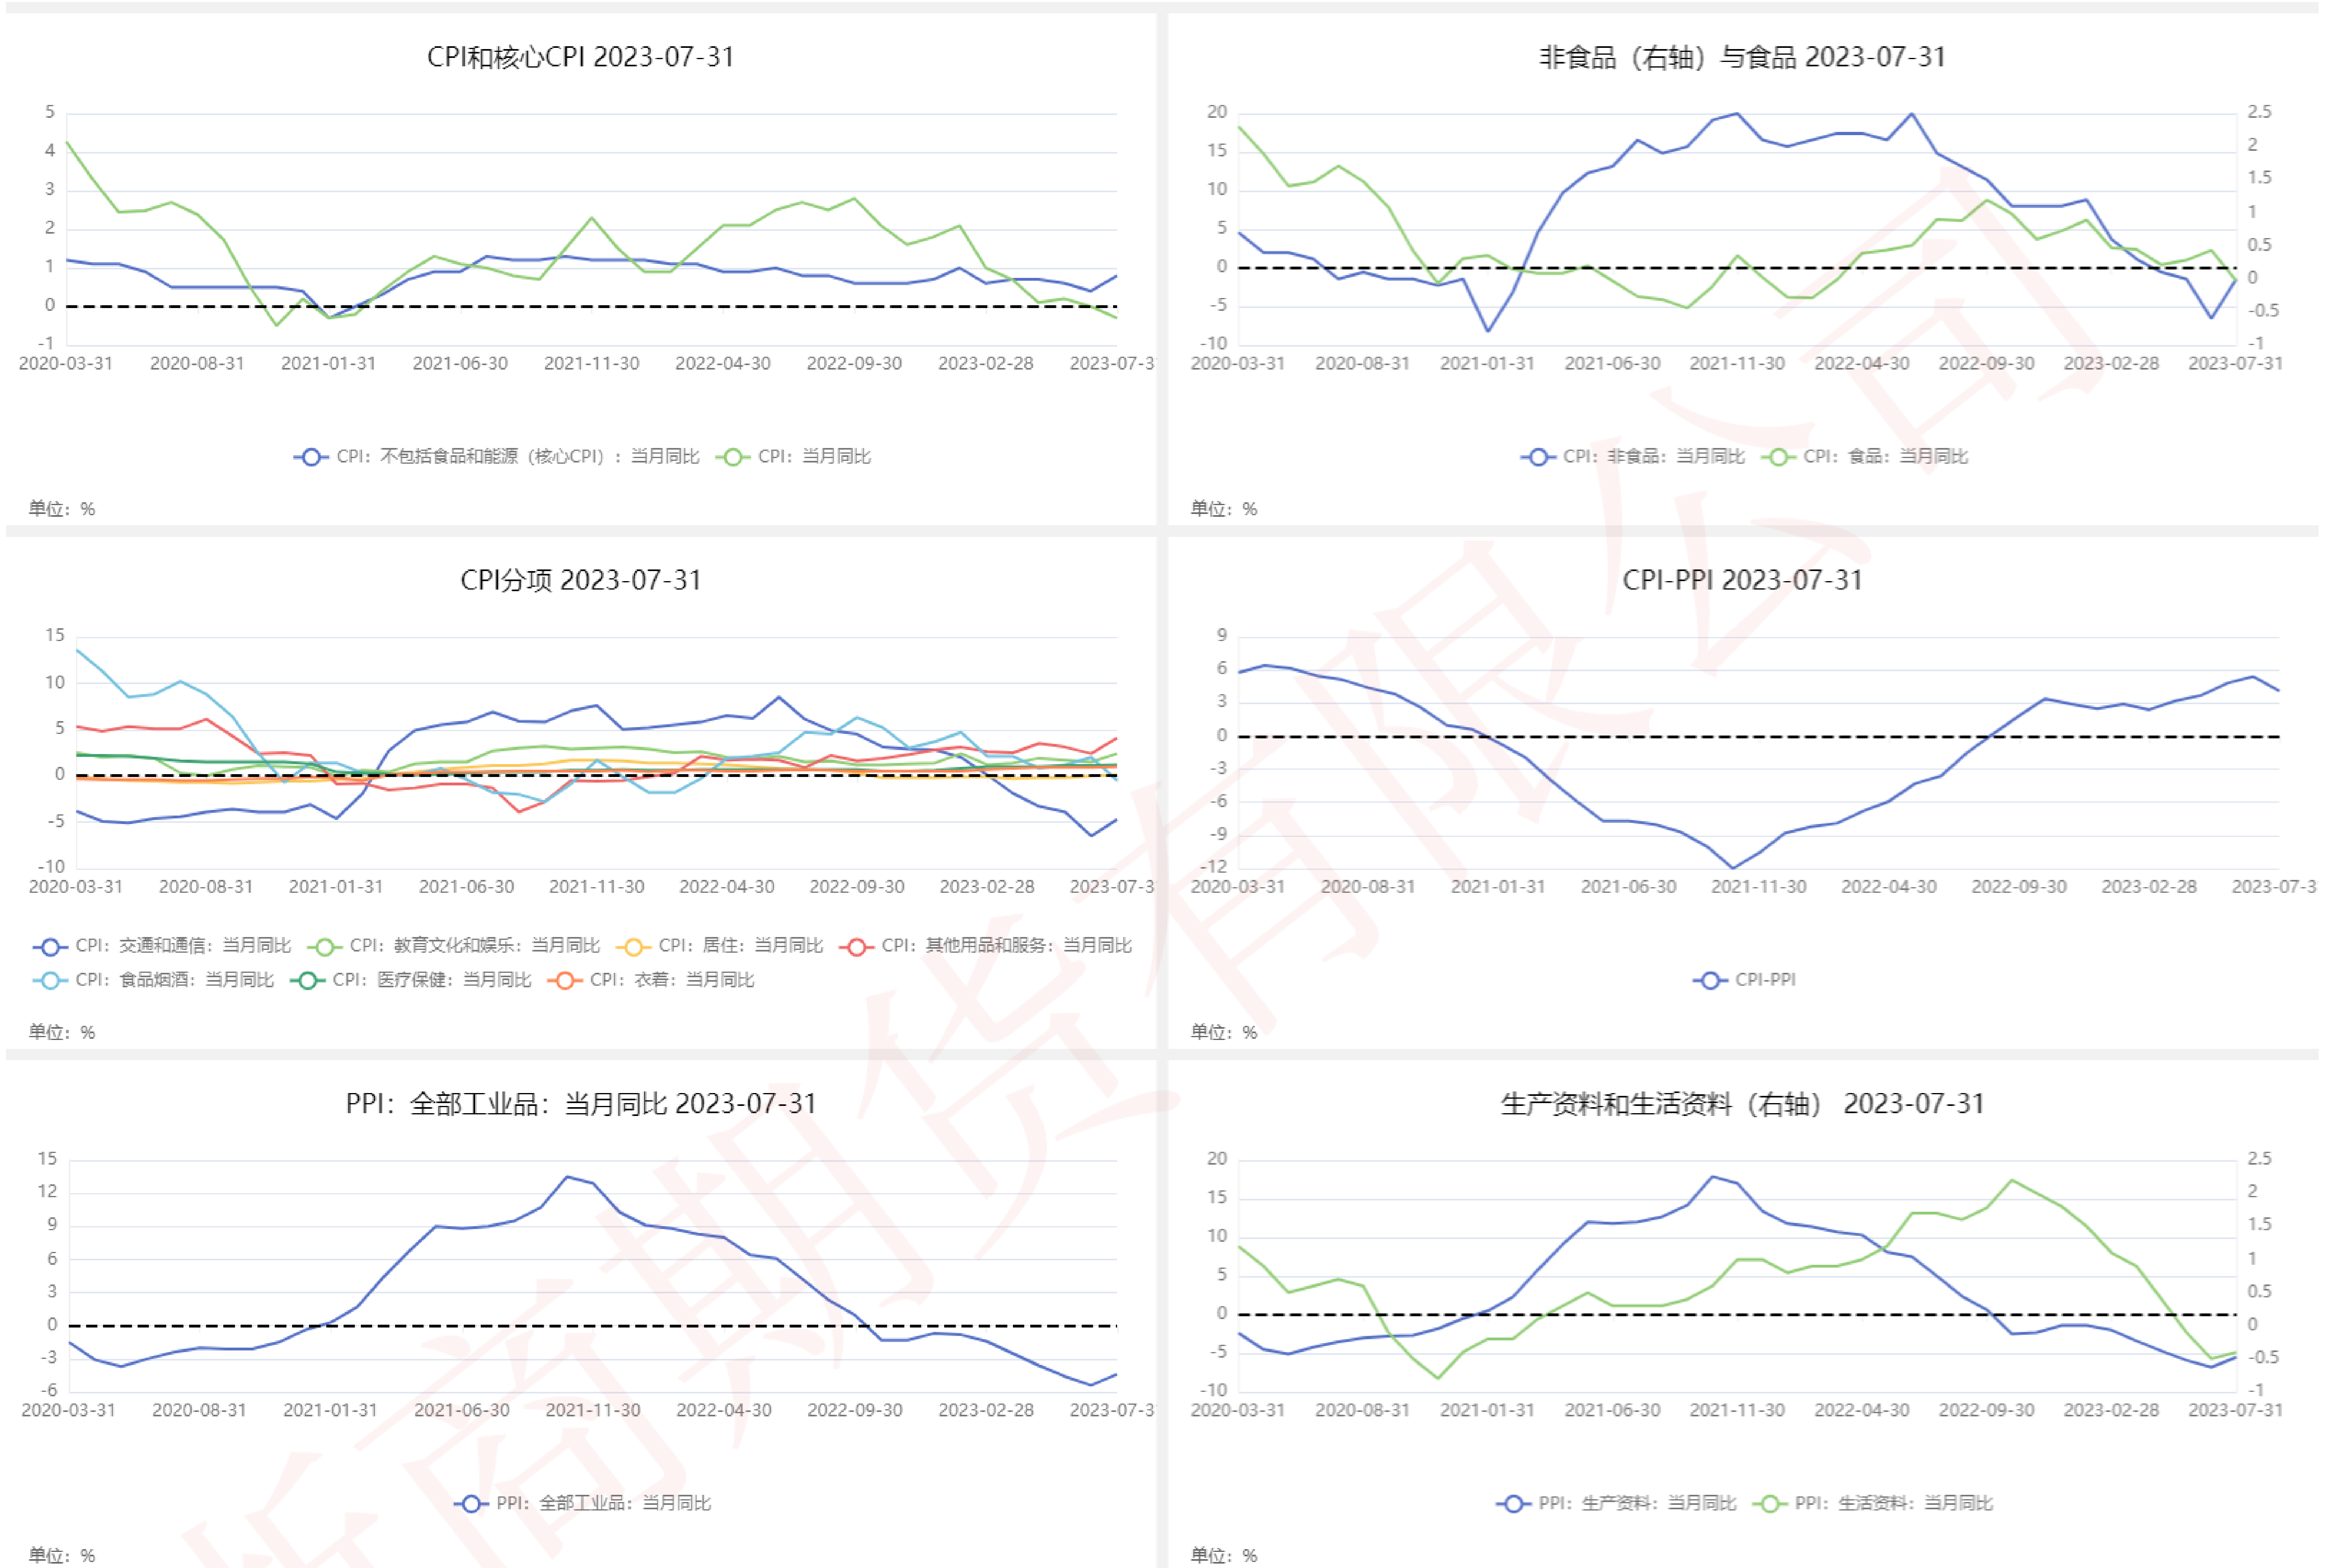 CPI和核心CPI 2023-07-31
5
4
3
2
1
0
-1
2020-03-31 2020-08-31 2021-01-31 2021-06-30 2021-11-30 2022-04-30 2022-09-30 2023-02-28 2023-07-3
CPI：不包括食品和能源（核心CPI）：当月同比 CPI：当月同比
单位：%
非食品（右轴）与食品 2023-07-31
20 2.5
15 2
10 1.5
5 1
0 0.5
-5 0
-10 -0.5
-1
2020-03-31 2020-08-31 2021-01-31 2021-06-30 2021-11-30 2022-04-30 2022-09-30 2023-02-28 2023-07-31
CPI：非食品：当月同比 CPI：食品：当月同比
单位：%
CPI分项 2023-07-31
15
10
5
0
-5
-10
2020-03-31 2020-08-31 2021-01-31 2021-06-30 2021-11-30 2022-04-30 2022-09-30 2023-02-28 2023-07-3
CPI：交通和通信：当月同比 CPI：教育文化和娱乐：当月同比 CPI：居住：当月同比 CPI：其他用品和服务：当月同比
CPI：食品烟酒：当月同比 CPI：医疗保健：当月同比 CPI：衣着：当月同比
单位：%
CPI-PPI 2023-07-31
9
6
3
0
-3
-6
-9
-12
2020-03-31 2020-08-31 2021-01-31 2021-06-30 2021-11-30 2022-04-30 2022-09-30 2023-02-28 2023-07-3
CPI-PPI
单位：%
PPI：全部工业品：当月同比 2023-07-31
15
12
9
6
3
0
-3
-6
2020-03-31 2020-08-31 2021-01-31 2021-06-30 2021-11-30 2022-04-30 2022-09-30 2023-02-28 2023-07-3
PPI：全部工业品：当月同比
单位：%
生产资料和生活资料（右轴） 2023-07-31
20 2.5
15 2
10 1.5
5 1
0 0.5
-5 0
-10 -0.5
-1
2020-03-31 2020-08-31 2021-01-31 2021-06-30 2021-11-30 2022-04-30 2022-09-30 2023-02-28 2023-07-31
PPI：生产资料：当月同比 PPI：生活资料：当月同比
单位：%
商期货有限公司